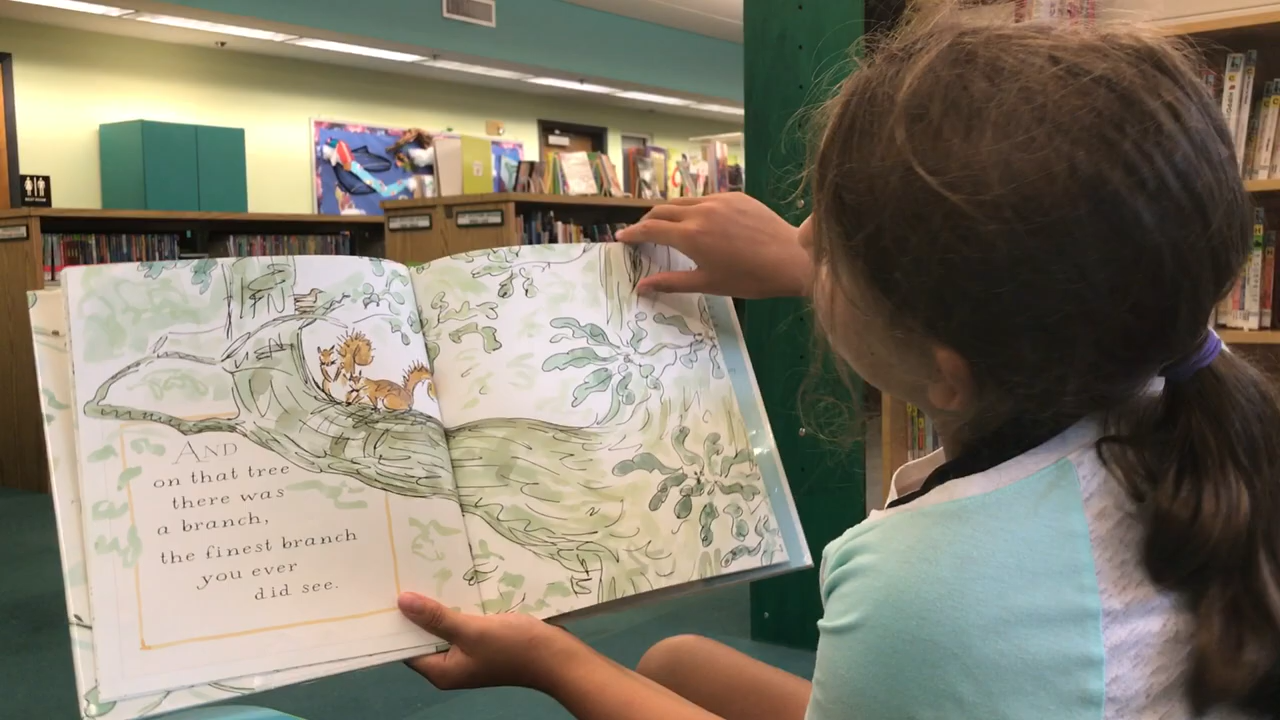 AND
on that tree
there was
a branch,
the finest branch
you ever
did see.